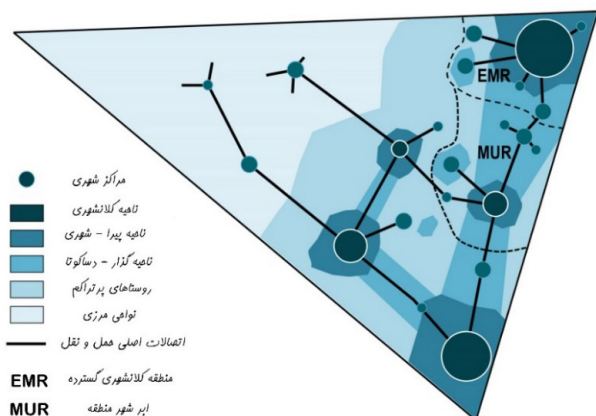 EMR
MUR
مراکز شهری
ناحیه کلانشهری
ناحیه پیرا - شهری
ناحیه گذار - دساکوتا
روستاهای پرتراکم
نواحی مرزی
اتصالات اصلی حمل و نقل
EMR منطقه کلانشهری گسترده
MUR ابر شهر منطقه